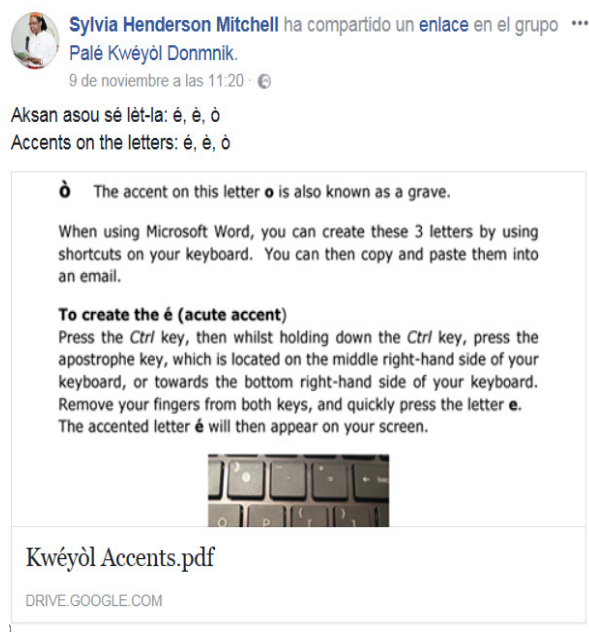 Sylvia Henderson Mitchell ha compartido un enlace en el grupo
Palé Kwéyòl Donmnik.
9 de noviembre a las 11:20 ·
Aksan asou sé lèt-la: é, è, ò
Accents on the letters: é, è, ò
ò The accent on this letter o is also known as a grave.
When using Microsoft Word, you can create these 3 letters by using
shortcuts on your keyboard. You can then copy and paste them into
an email.
To create the é (acute accent)
Press the Ctrl key, then whilst holding down the Ctrl key, press the
apostrophe key, which is located on the middle right-hand side of your
keyboard, or towards the bottom right-hand side of your keyboard.
Remove your fingers from both keys, and quickly press the letter e.
The accented letter é will then appear on your screen.
Kwéyòl Accents.pdf
DRIVE.GOOGLE.COM